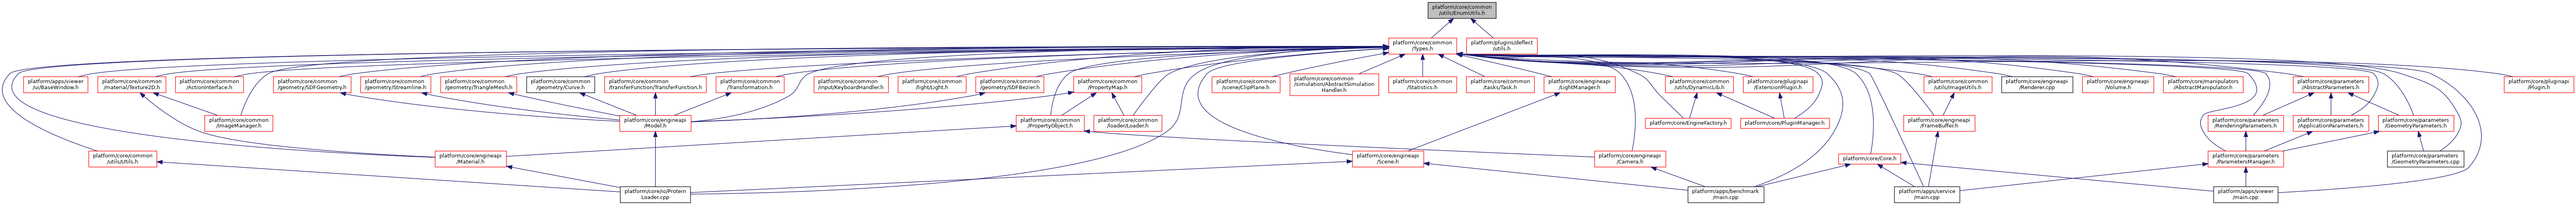 platform/core/common
/utils/EnumUtils.h
platform/core/common
/Types.h
platform/plugins/deflect
/utils.h
platform/apps/viewer
/ui/BaseWindow.h
platform/core/common
/material/Texture2D.h
platform/core/common
/ActionInterface.h
platform/core/common
/geometry/SDFGeometry.h
platform/core/common
/geometry/Streamline.h
platform/core/common
/geometry/TriangleMesh.h
platform/core/common
/geometry/Curve.h
platform/core/common
/transferFunction/TransferFunction.h
platform/core/common
/Transformation.h
platform/core/common
/input/KeyboardHandler.h
platform/core/common
/light/Light.h
platform/core/common
/geometry/SDFBezier.h
platform/core/common
/PropertyMap.h
platform/core/common
/scene/ClipPlane.h
platform/core/common
/simulation/AbstractSimulation
Handler.h
platform/core/common
/Statistics.h
platform/core/common
/tasks/Task.h
platform/core/engineapi
/LightManager.h
platform/core/common
/utils/DynamicLib.h
platform/core/pluginapi
/ExtensionPlugin.h
platform/core/common
/utils/ImageUtils.h
platform/core/engineapi
/Renderer.cpp
platform/core/engineapi
/Volume.h
platform/core/manipulators
/AbstractManipulator.h
platform/core/parameters
/AbstractParameters.h
platform/core/pluginapi
/Plugin.h
platform/core/common
/ImageManager.h
platform/core/engineapi
/Model.h
platform/core/common
/PropertyObject.h
platform/core/common
/loader/Loader.h
platform/core/EngineFactory.h
platform/core/PluginManager.h
platform/core/engineapi
/FrameBuffer.h
platform/core/parameters
/RenderingParameters.h
platform/core/parameters
/ApplicationParameters.h
platform/core/parameters
/GeometryParameters.h
platform/core/common
/utils/Utils.h
platform/core/engineapi
/Material.h
platform/core/engineapi
/Scene.h
platform/core/engineapi
/Camera.h
platform/core/Core.h
platform/core/parameters
/ParametersManager.h
platform/core/parameters
/GeometryParameters.cpp
platform/core/io/Protein
Loader.cpp
platform/apps/benchmark
/main.cpp
platform/apps/service
/main.cpp
platform/apps/viewer
/main.cpp